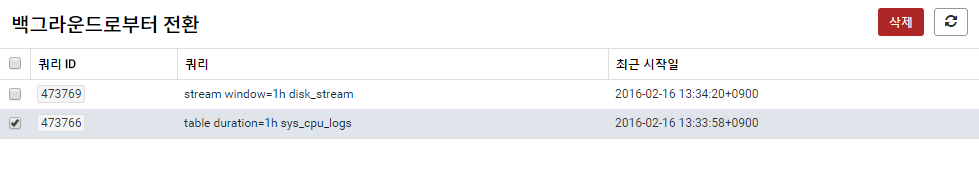 백그라운드로부터 전환
삭제
쿼리 ID 쿼리 최근 시작일
473769 stream window=1h disk_stream 2016-02-16 13:34:20+0900
473766 table duration=1h sys_cpu_logs 2016-02-16 13:33:58+0900